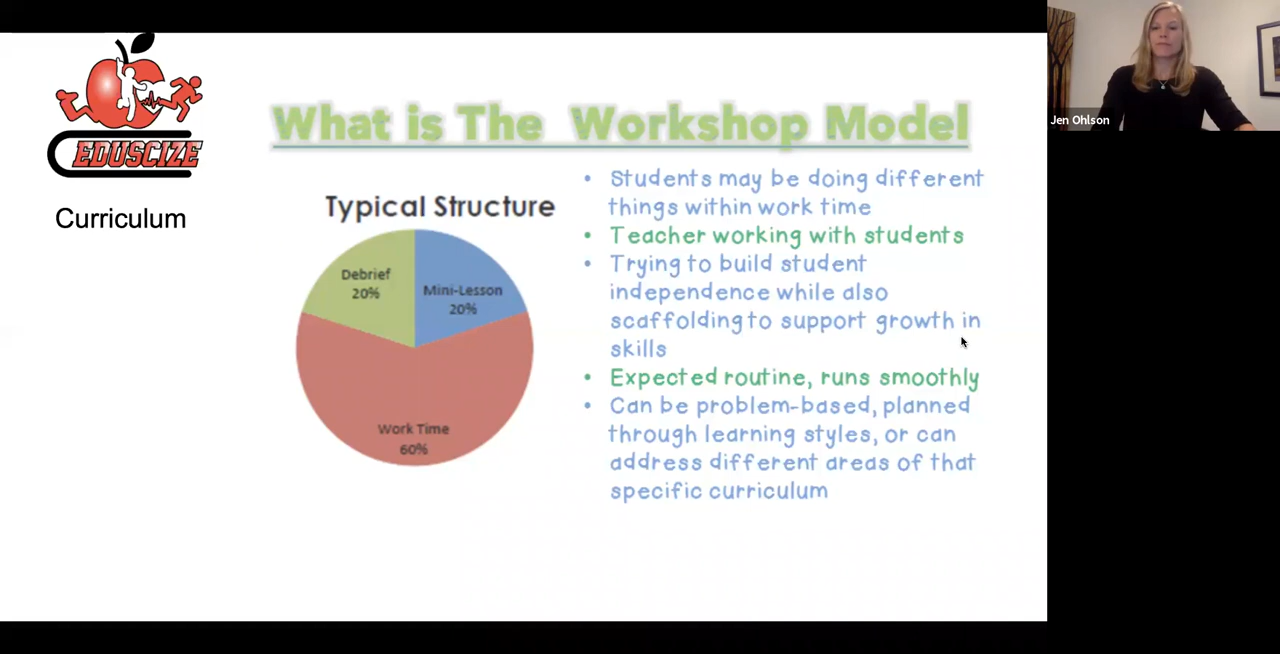 Jen Ohlson
EDUSCIZE
Curriculum
What is The Workshop Model
Typical Structure
Debrief
20%
Mini-Lesson
20%
Work Time
60%
• Students may be doing different
things within work time
• Teacher working with students
• Trying to build student
independence while also
scaffolding to support growth in
skills
• Expected routine, runs smoothly
• Can be problem-based, planned
through learning styles, or can
address different areas of that
specific curriculum